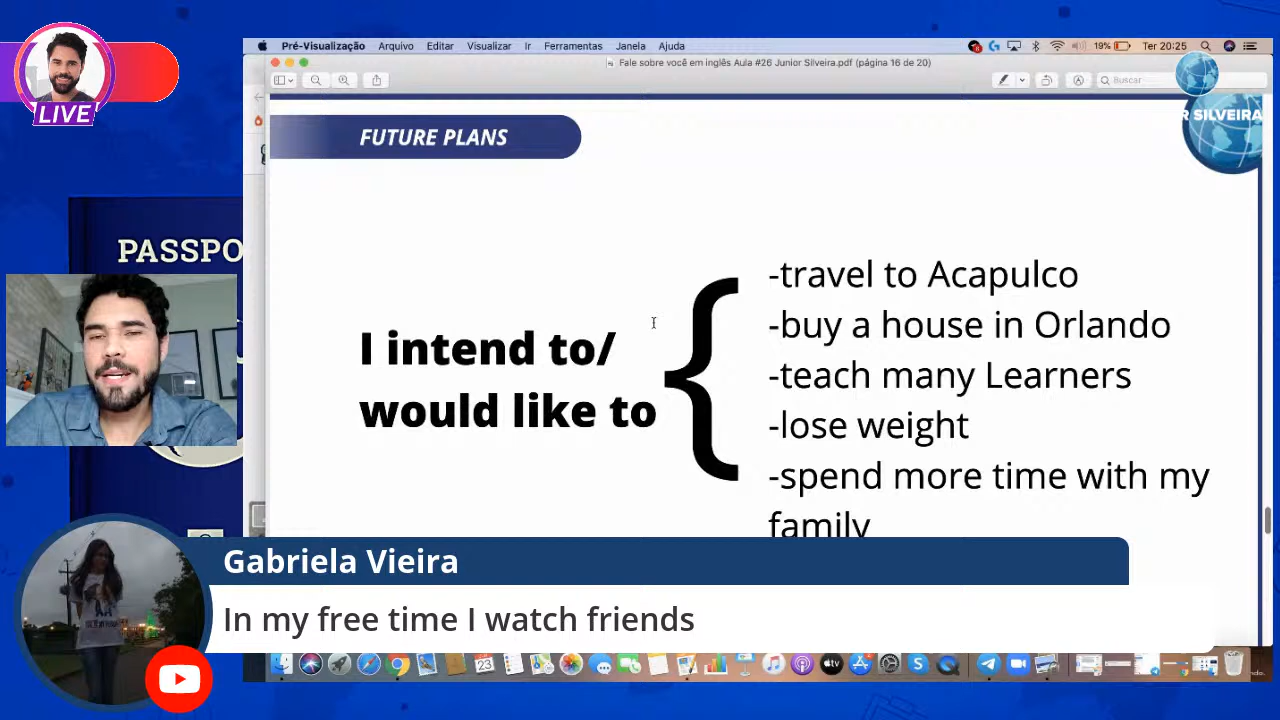 Pré-Visualização Arquivo Editar Visualizar Ir Ferramentas Janela Ajuda
19% Ter 20:25
Fale sobre você em inglês Aula #26 Junior Silveira.pdf (página 16 de 20)
Buscar
LIVE
R SILVEIRA
FUTURE PLANS
PASSPO
I intend to/
would like to
-travel to Acapulco
-buy a house in Orlando
-teach many Learners
-lose weight
-spend more time with my
family
Gabriela Vieira
In my free time I watch friends